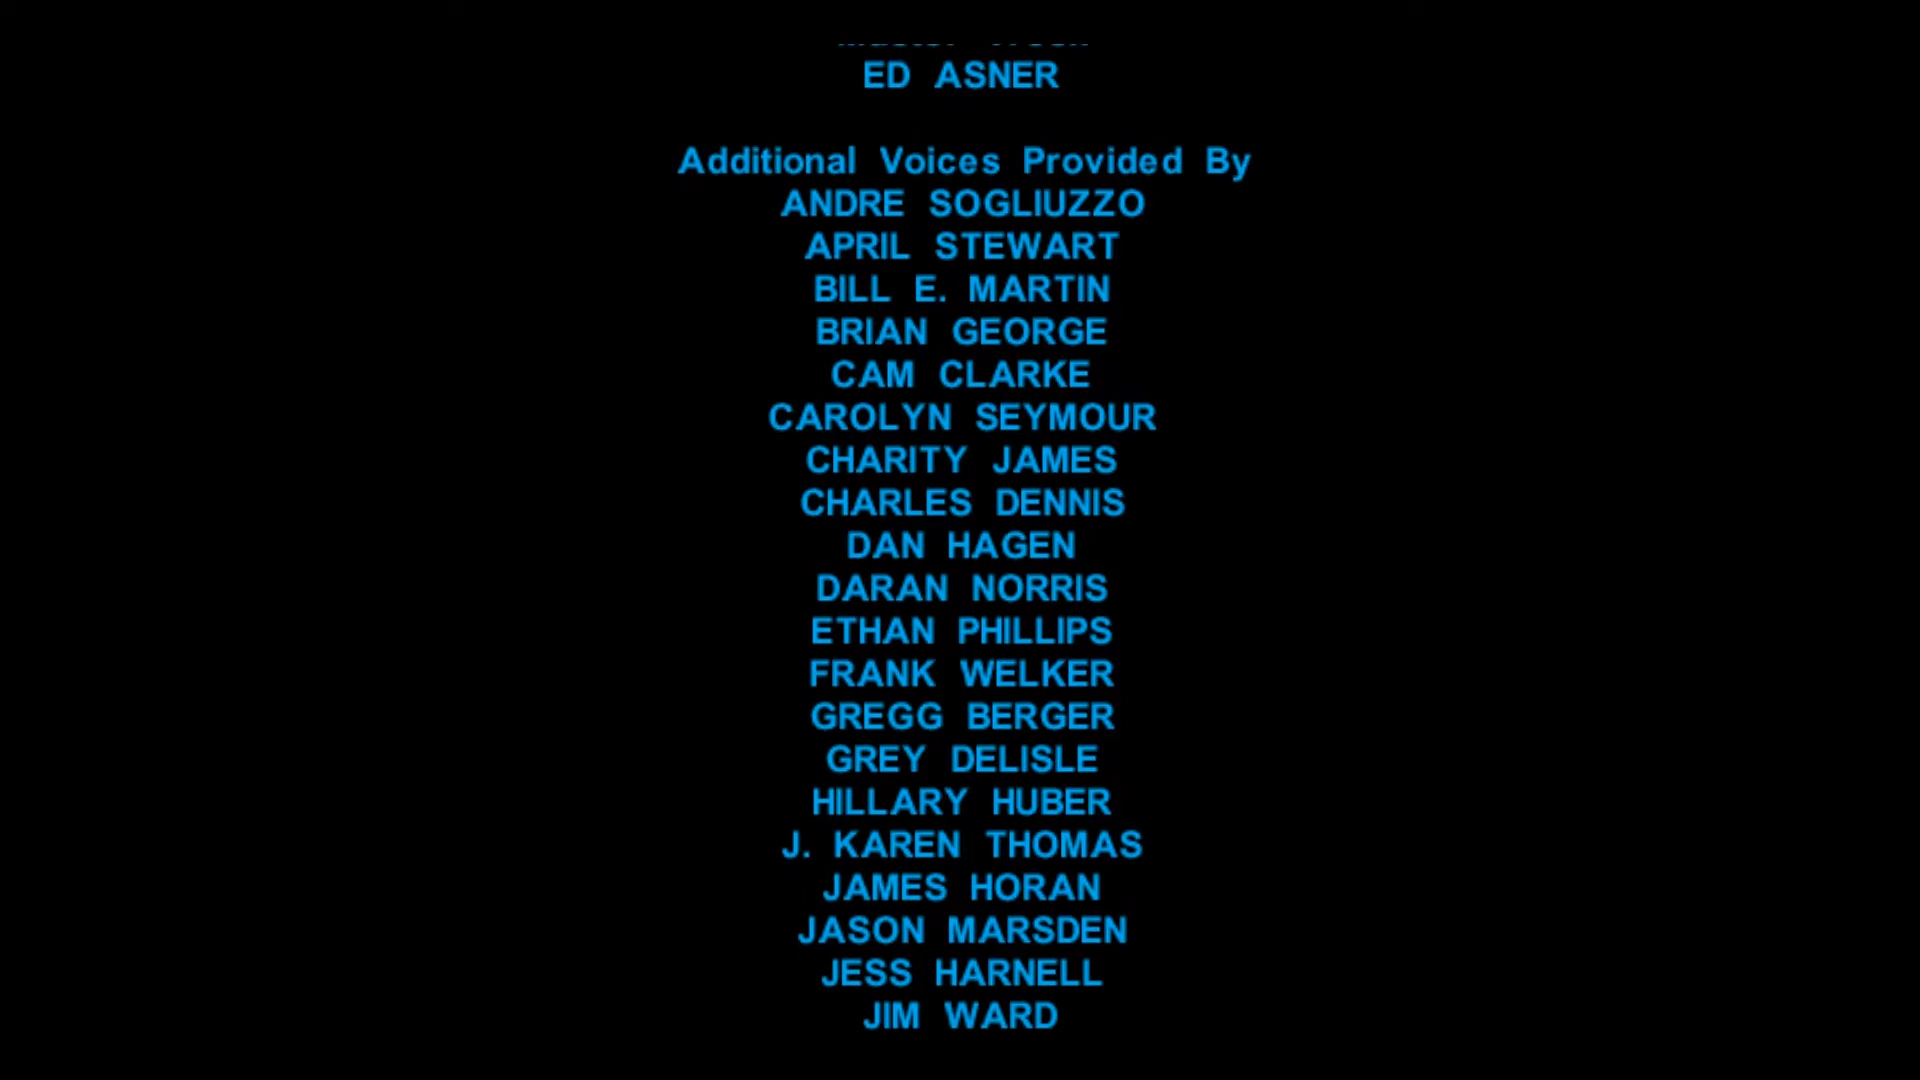 ED ASNER
Additional Voices Provided By
ANDRE SOGLIUZZO
APRIL STEWART
BILL E. MARTIN
BRIAN GEORGE
CAM CLARKE
CAROLYN SEYMOUR
CHARITY JAMES
CHARLES DENNIS
DAN HAGEN
DARAN NORRIS
ETHAN PHILLIPS
FRANK WELKER
GREGG BERGER
GREY DELISLE
HILLARY HUBER
J. KAREN THOMAS
JAMES HORAN
JASON MARSDEN
JESS HARNELL
JIM WARD